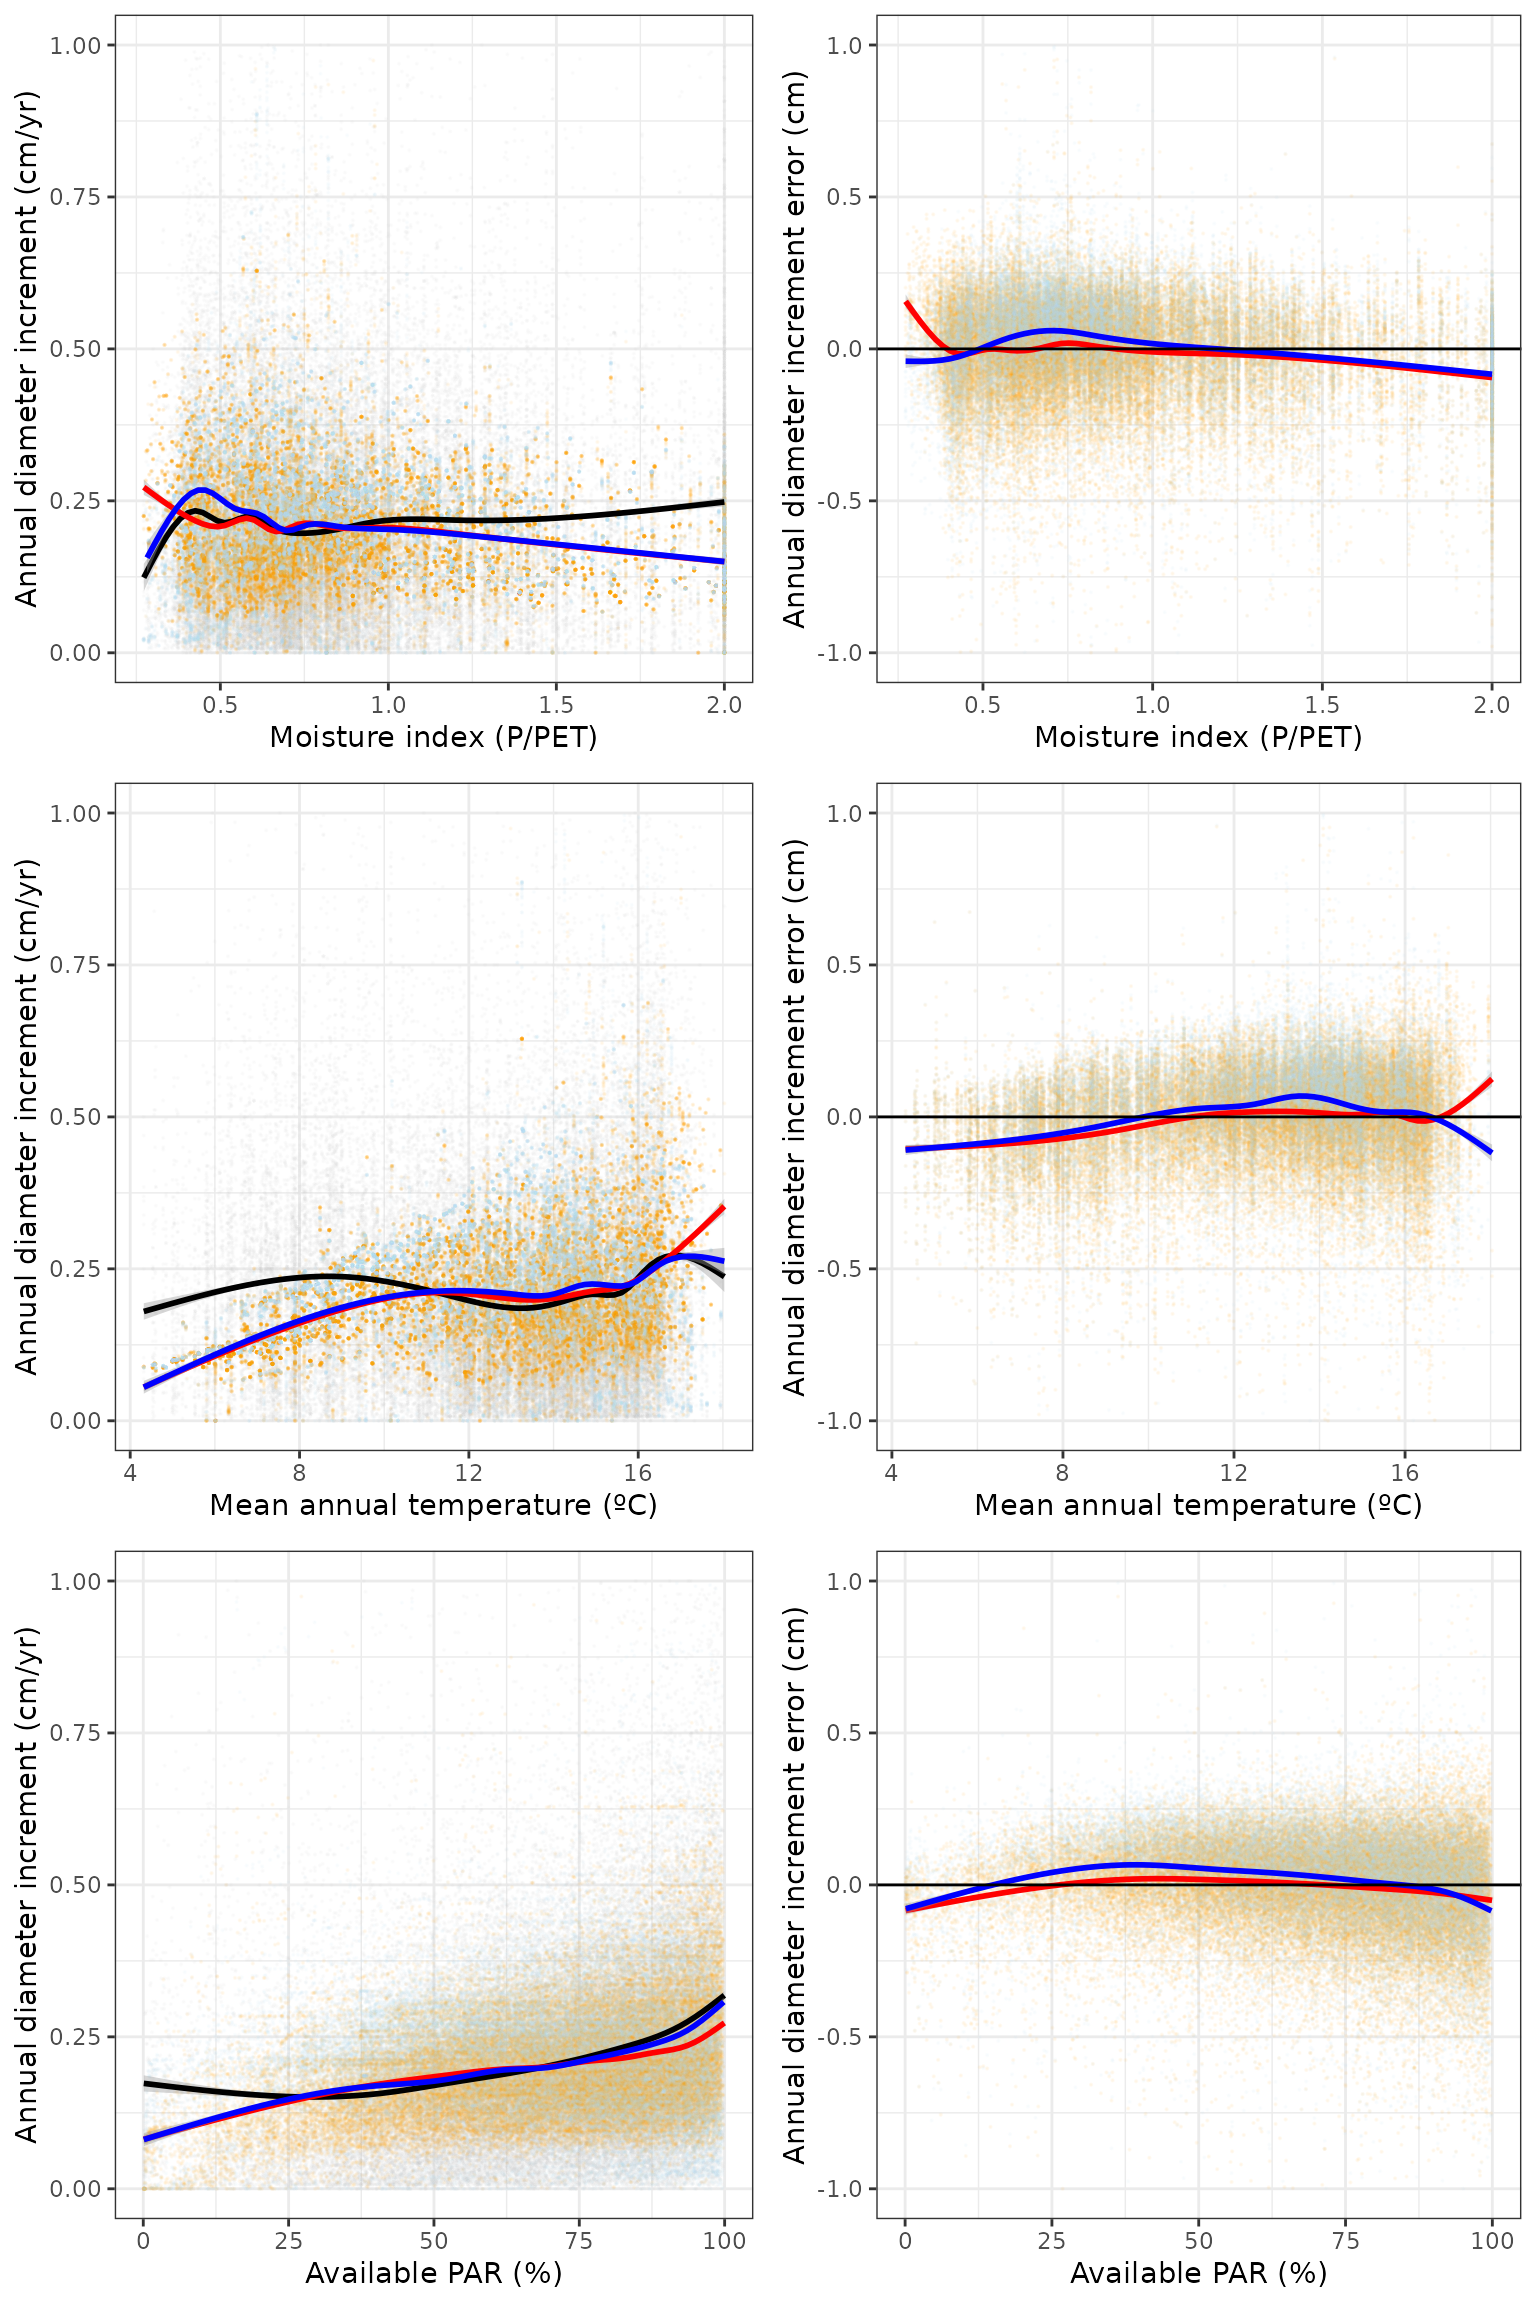 Annual diameter increment (cm/yr)
1.00
0.75
0.50
0.25
0.00
0.5 1.0 1.5 2.0
Moisture index (P/PET)
Annual diameter increment error (cm)
1.0
0.5
0.0
-0.5
-1.0
0.5 1.0 1.5 2.0
Moisture index (P/PET)
Annual diameter increment (cm/yr)
1.00
0.75
0.50
0.25
0.00
4 8 12 16
Mean annual temperature (ºC)
Annual diameter increment error (cm)
1.0
0.5
0.0
-0.5
-1.0
4 8 12 16
Mean annual temperature (ºC)
Annual diameter increment (cm/yr)
1.00
0.75
0.50
0.25
0.00
0 25 50 75 100
Available PAR (%)
Annual diameter increment error (cm)
1.0
0.5
0.0
-0.5
-1.0
0 25 50 75 100
Available PAR (%)